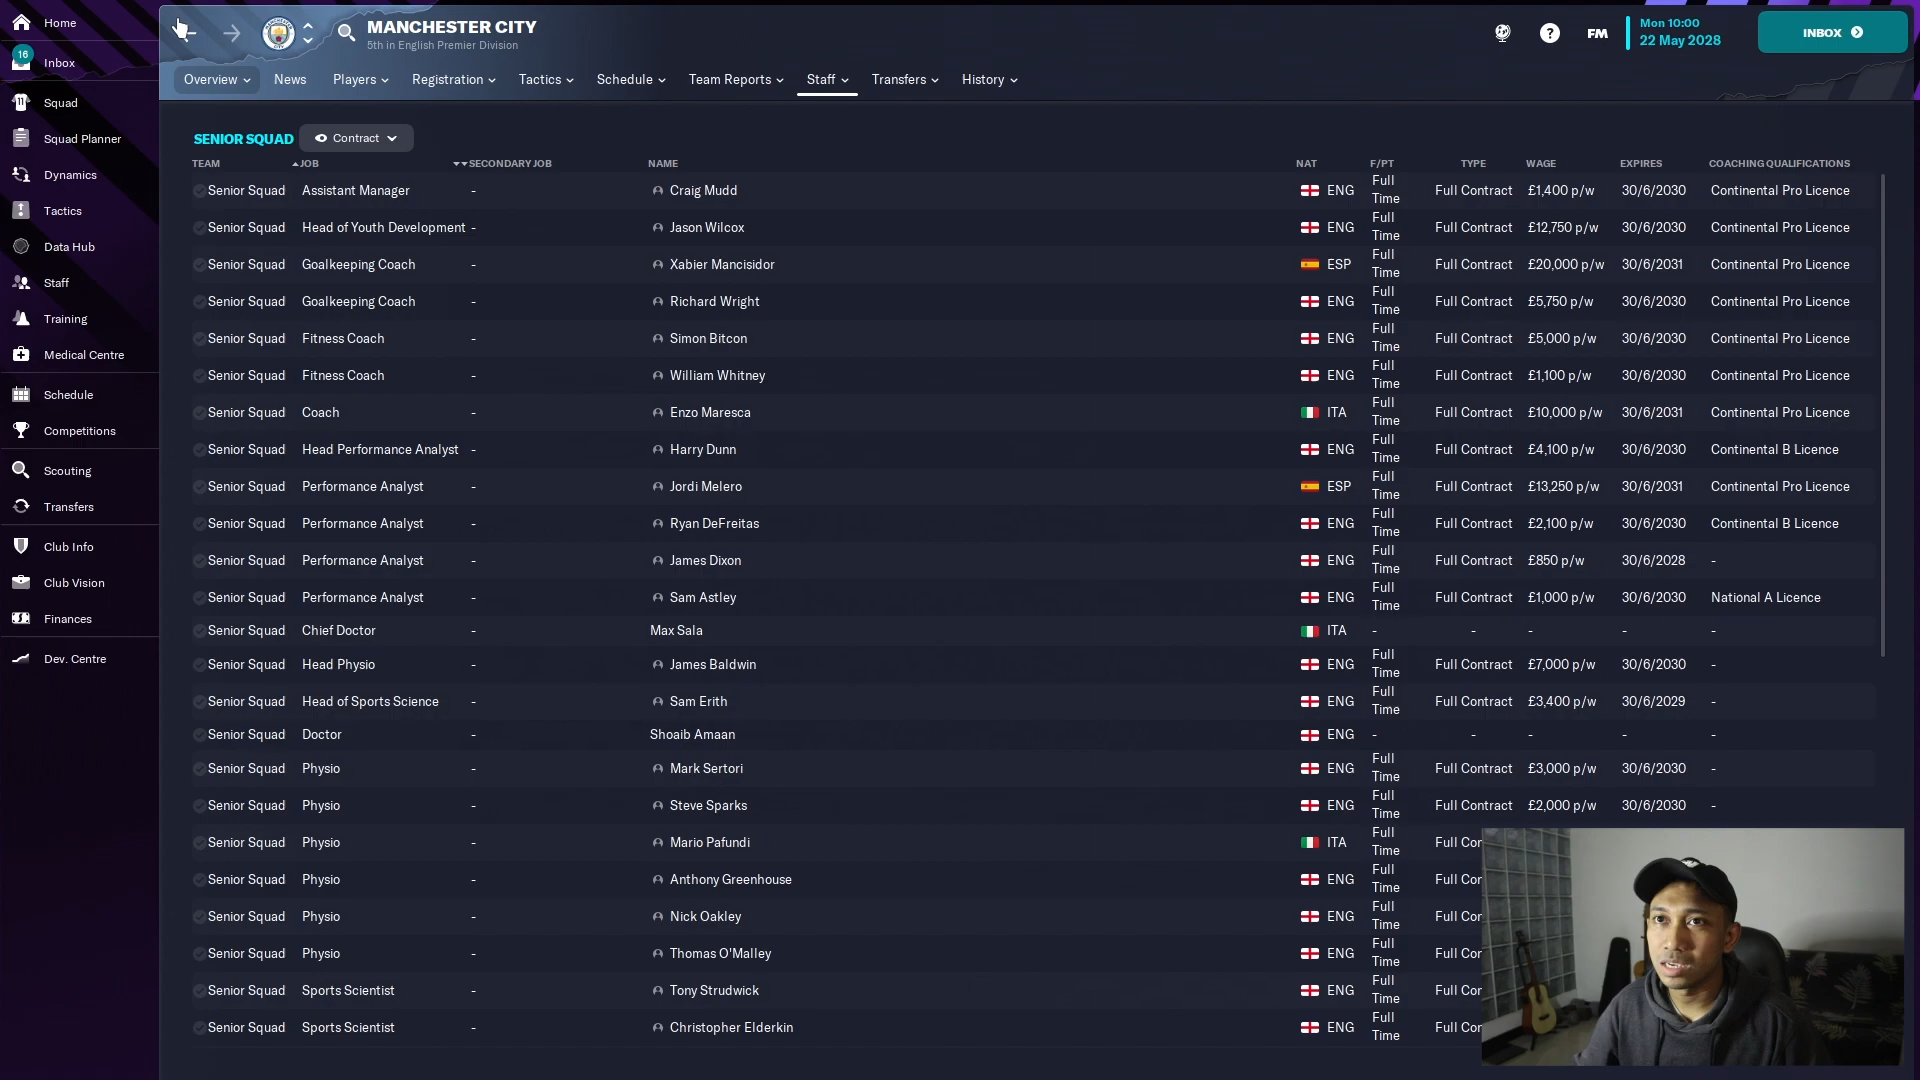 Home
MANCHESTER CITY
5th in English Premier Division
?
FM
Mon 10:00
22 May 2028
INBOX
16
Inbox
Overview News Players Registration Tactics Schedule Team Reports Staff Transfers History
Squad
Squad Planner
Dynamics
Tactics
Data Hub
Staff
Training
Medical Centre
Schedule
Competitions
Scouting
Transfers
Club Info
Club Vision
Finances
Dev. Centre
SENIOR SQUAD Contract
TEAM JOB SECONDARY JOB NAME NAT F/PT TYPE WAGE EXPIRES COACHING QUALIFICATIONS
Senior Squad Assistant Manager - Craig Mudd ENG Full Time Full Contract £1,400 p/w 30/6/2030 Continental Pro Licence
Senior Squad Head of Youth Development - Jason Wilcox ENG Full Time Full Contract £12,750 p/w 30/6/2030 Continental Pro Licence
Senior Squad Goalkeeping Coach - Xabier Mancisidor ESP Full Time Full Contract £20,000 p/w 30/6/2031 Continental Pro Licence
Senior Squad Goalkeeping Coach - Richard Wright ENG Full Time Full Contract £5,750 p/w 30/6/2030 Continental Pro Licence
Senior Squad Fitness Coach - Simon Bitcon ENG Full Time Full Contract £5,000 p/w 30/6/2030 Continental Pro Licence
Senior Squad Fitness Coach - William Whitney ENG Full Time Full Contract £1,100 p/w 30/6/2030 Continental Pro Licence
Senior Squad Coach - Enzo Maresca ITA Full Time Full Contract £10,000 p/w 30/6/2031 Continental Pro Licence
Senior Squad Head Performance Analyst - Harry Dunn ENG Full Time Full Contract £4,100 p/w 30/6/2030 Continental B Licence
Senior Squad Performance Analyst - Jordi Melero ESP Full Time Full Contract £13,250 p/w 30/6/2031 Continental Pro Licence
Senior Squad Performance Analyst - Ryan DeFreitas ENG Full Time Full Contract £2,100 p/w 30/6/2030 Continental B Licence
Senior Squad Performance Analyst - James Dixon ENG Full Time Full Contract £850 p/w 30/6/2028 -
Senior Squad Performance Analyst - Sam Astley ENG Full Time Full Contract £1,000 p/w 30/6/2030 National A Licence
Senior Squad Chief Doctor - Max Sala ITA - - - - -
Senior Squad Head Physio - James Baldwin ENG Full Time Full Contract £7,000 p/w 30/6/2030 -
Senior Squad Head of Sports Science - Sam Erith ENG Full Time Full Contract £3,400 p/w 30/6/2029 -
Senior Squad Doctor - Shoaib Amaan ENG - - - - -
Senior Squad Physio - Mark Sertori ENG Full Time Full Contract £3,000 p/w 30/6/2030 -
Senior Squad Physio - Steve Sparks ENG Full Time Full Contract £2,000 p/w 30/6/2030 -
Senior Squad Physio - Mario Pafundi ITA Full Time Full Cor
Senior Squad Physio - Anthony Greenhouse ENG Full Time Full Cor
Senior Squad Physio - Nick Oakley ENG Full Time Full Cor
Senior Squad Physio - Thomas O'Malley ENG Full Time Full Cor
Senior Squad Sports Scientist - Tony Strudwick ENG Full Time Full Cor
Senior Squad Sports Scientist - Christopher Elderkin ENG Full Time Full Cor